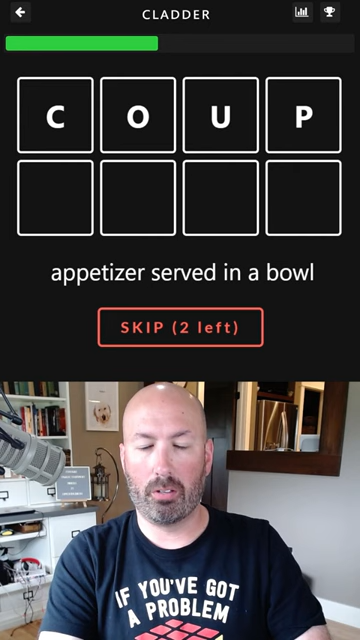 CLADDER
C O U P
appetizer served in a bowl
SKIP (2 left)
IF YOU'VE GOT
A PROBLEM